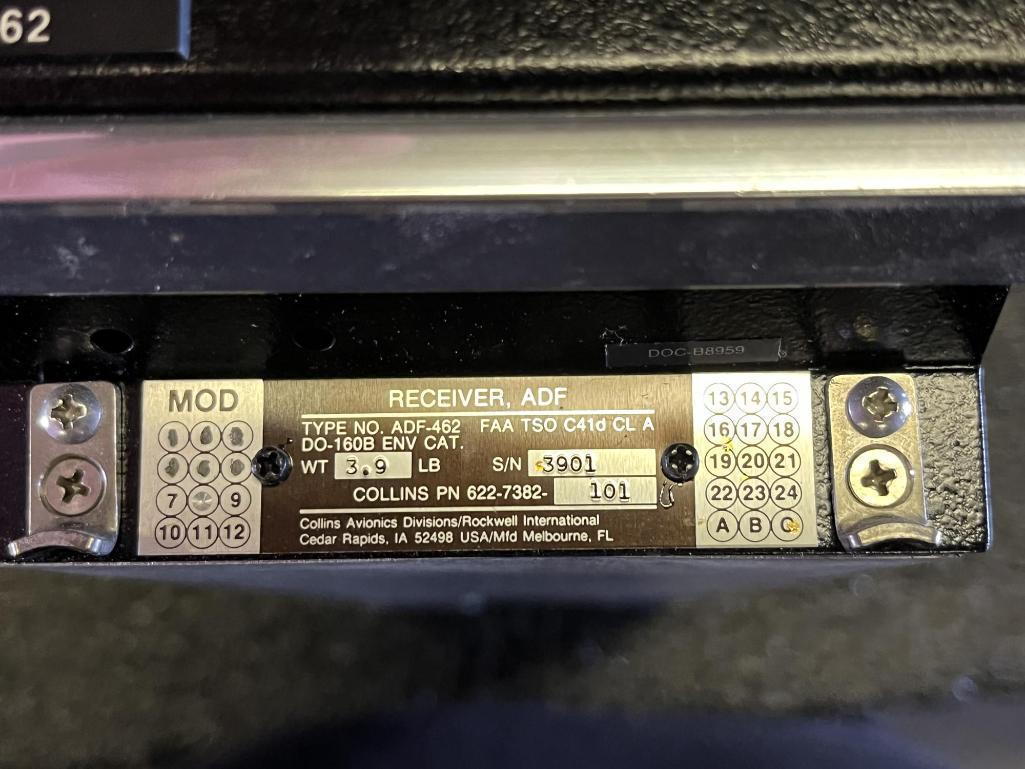 62
DOC-B8959
MOD
7 9
10 11 12
RECEIVER, ADF
TYPE NO. ADF-462 FAA TSO C41d CL A
DO-160B ENV CAT.
WT 3.9 LB S/N 3901
COLLINS PN 622-7382- 101
Collins Avionics Divisions/Rockwell International
Cedar Rapids, IA 52498 USA/Mfd Melbourne, FL
13 14 15
16 17 18
19 20 21
22 23 24
A B C